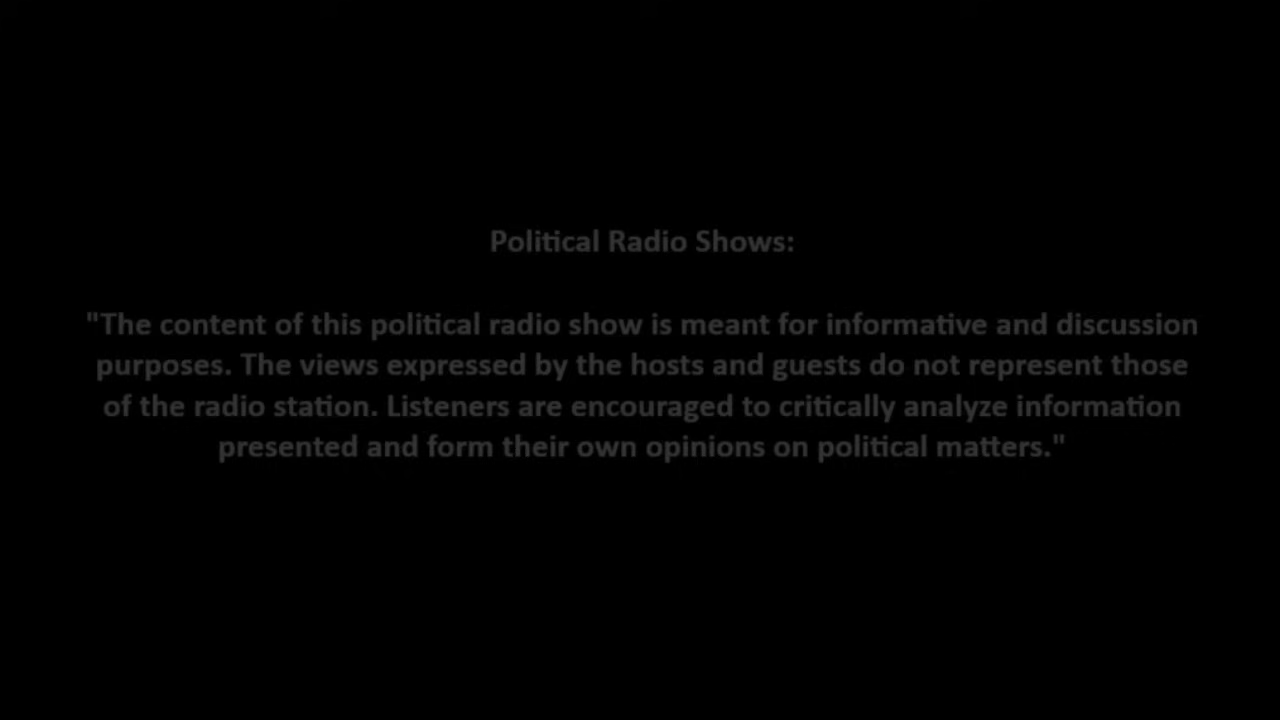 Political Radio Shows:
"The content of this political radio show is meant for informative and discussion
purposes. The views expressed by the hosts and guests do not represent those
of the radio station. Listeners are encouraged to critically analyze information
presented and form their own opinions on political matters."